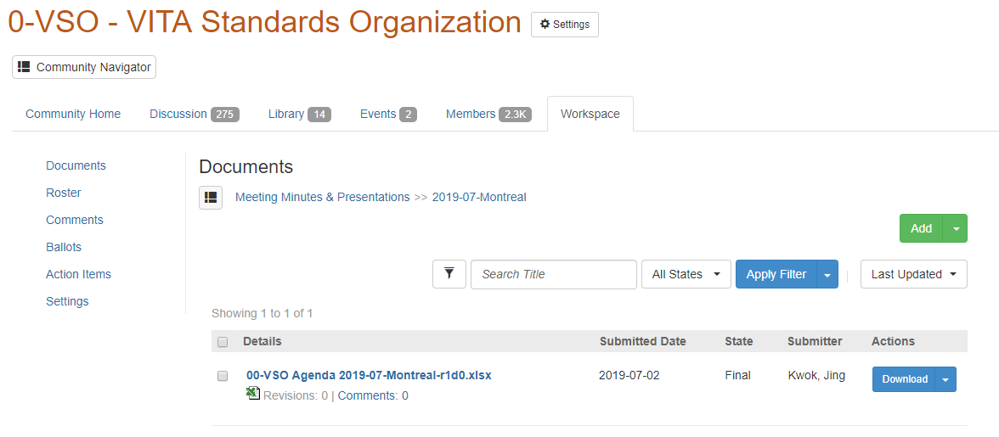 0-VSO - VITA Standards Organization Settings
Community Navigator
Community Home Discussion 275 Library 14 Events 2 Members 2.3K Workspace
Documents
Roster
Comments
Ballots
Action Items
Settings
Documents
Meeting Minutes & Presentations >> 2019-07-Montreal
Add
Search Title All States Apply Filter Last Updated
Showing 1 to 1 of 1
Details Submitted Date State Submitter Actions
00-VSO Agenda 2019-07-Montreal-r1d0.xlsx 2019-07-02 Final Kwok, Jing Download
Revisions: 0 | Comments: 0